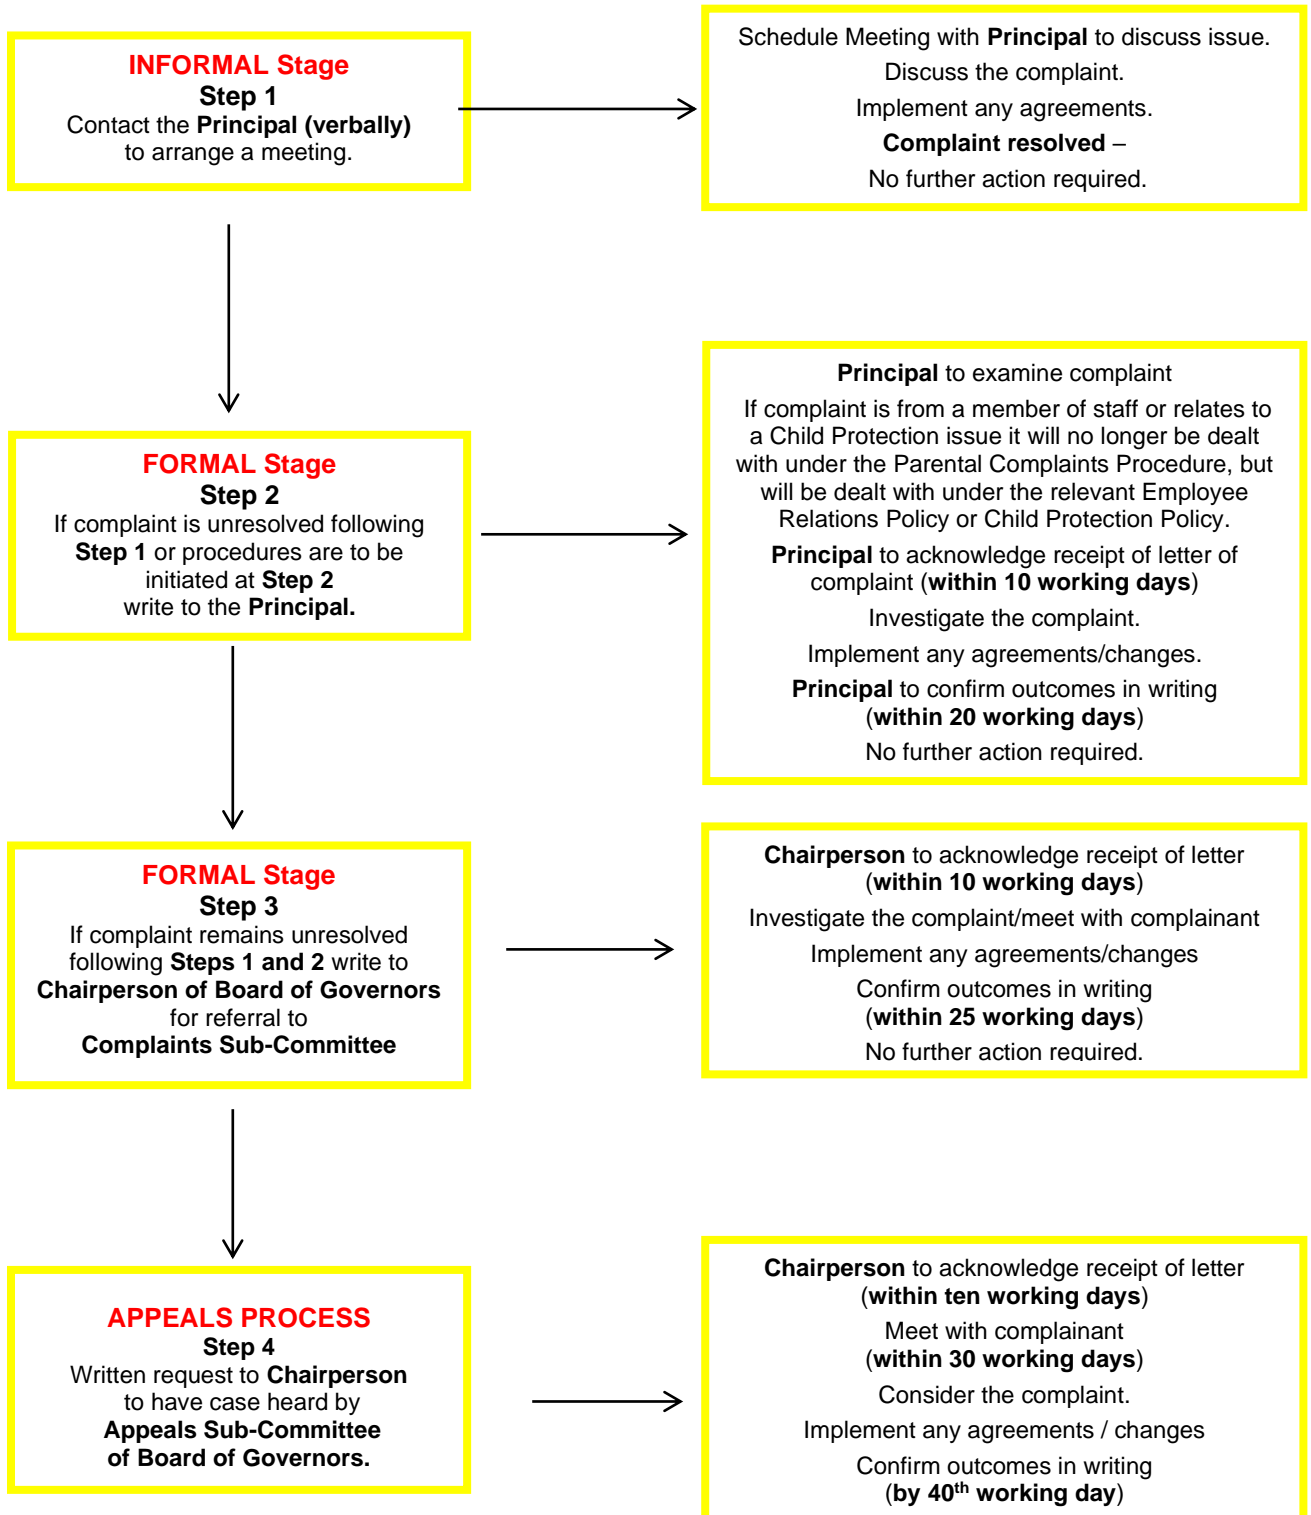 INFORMAL Stage
Step 1
Contact the Principal (verbally)
to arrange a meeting.
Schedule Meeting with Principal to discuss issue.
Discuss the complaint.
Implement any agreements.
Complaint resolved –
No further action required.
FORMAL Stage
Step 2
If complaint is unresolved following
Step 1 or procedures are to be
initiated at Step 2
write to the Principal.
Principal to examine complaint
If complaint is from a member of staff or relates to
a Child Protection issue it will no longer be dealt
with under the Parental Complaints Procedure, but
will be dealt with under the relevant Employee
Relations Policy or Child Protection Policy.
Principal to acknowledge receipt of letter of
complaint (within 10 working days)
Investigate the complaint.
Implement any agreements/changes.
Principal to confirm outcomes in writing
(within 20 working days)
No further action required.
FORMAL Stage
Step 3
If complaint remains unresolved
following Steps 1 and 2 write to
Chairperson of Board of Governors
for referral to
Complaints Sub-Committee
Chairperson to acknowledge receipt of letter
(within 10 working days)
Investigate the complaint/meet with complainant
Implement any agreements/changes
Confirm outcomes in writing
(within 25 working days)
No further action required.
APPEALS PROCESS
Step 4
Written request to Chairperson
to have case heard by
Appeals Sub-Committee
of Board of Governors.
Chairperson to acknowledge receipt of letter
(within ten working days)
Meet with complainant
(within 30 working days)
Consider the complaint.
Implement any agreements / changes
Confirm outcomes in writing
(by 40th working day)